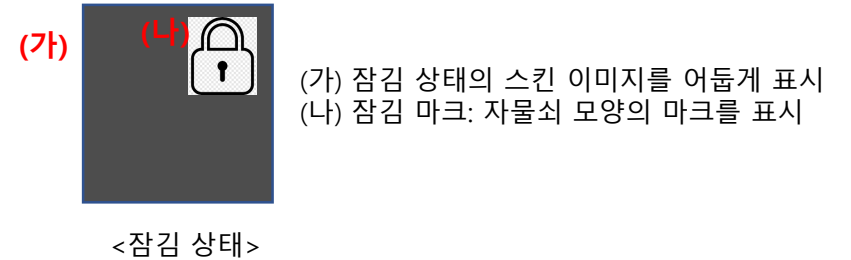 (가)
(나)
(가) 잠김 상태의 스킨 이미지를 어둡게 표시
(나) 잠김 마크: 자물쇠 모양의 마크를 표시
<잠김 상태>